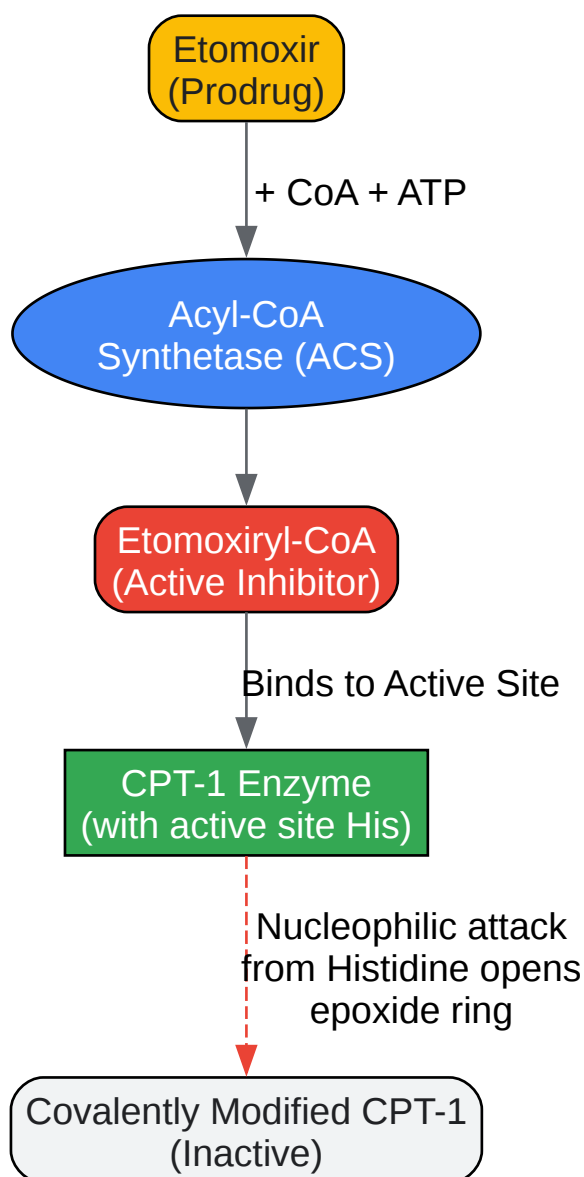 Etomoxir
(Prodrug)
+ CoA + ATP
Acyl-CoA
Synthetase (ACS)
Etomoxiryl-CoA
(Active Inhibitor)
Binds to Active Site
CPT-1 Enzyme
(with active site His)
Nucleophilic attack
from Histidine opens
epoxide ring
Covalently Modified CPT-1
(Inactive)